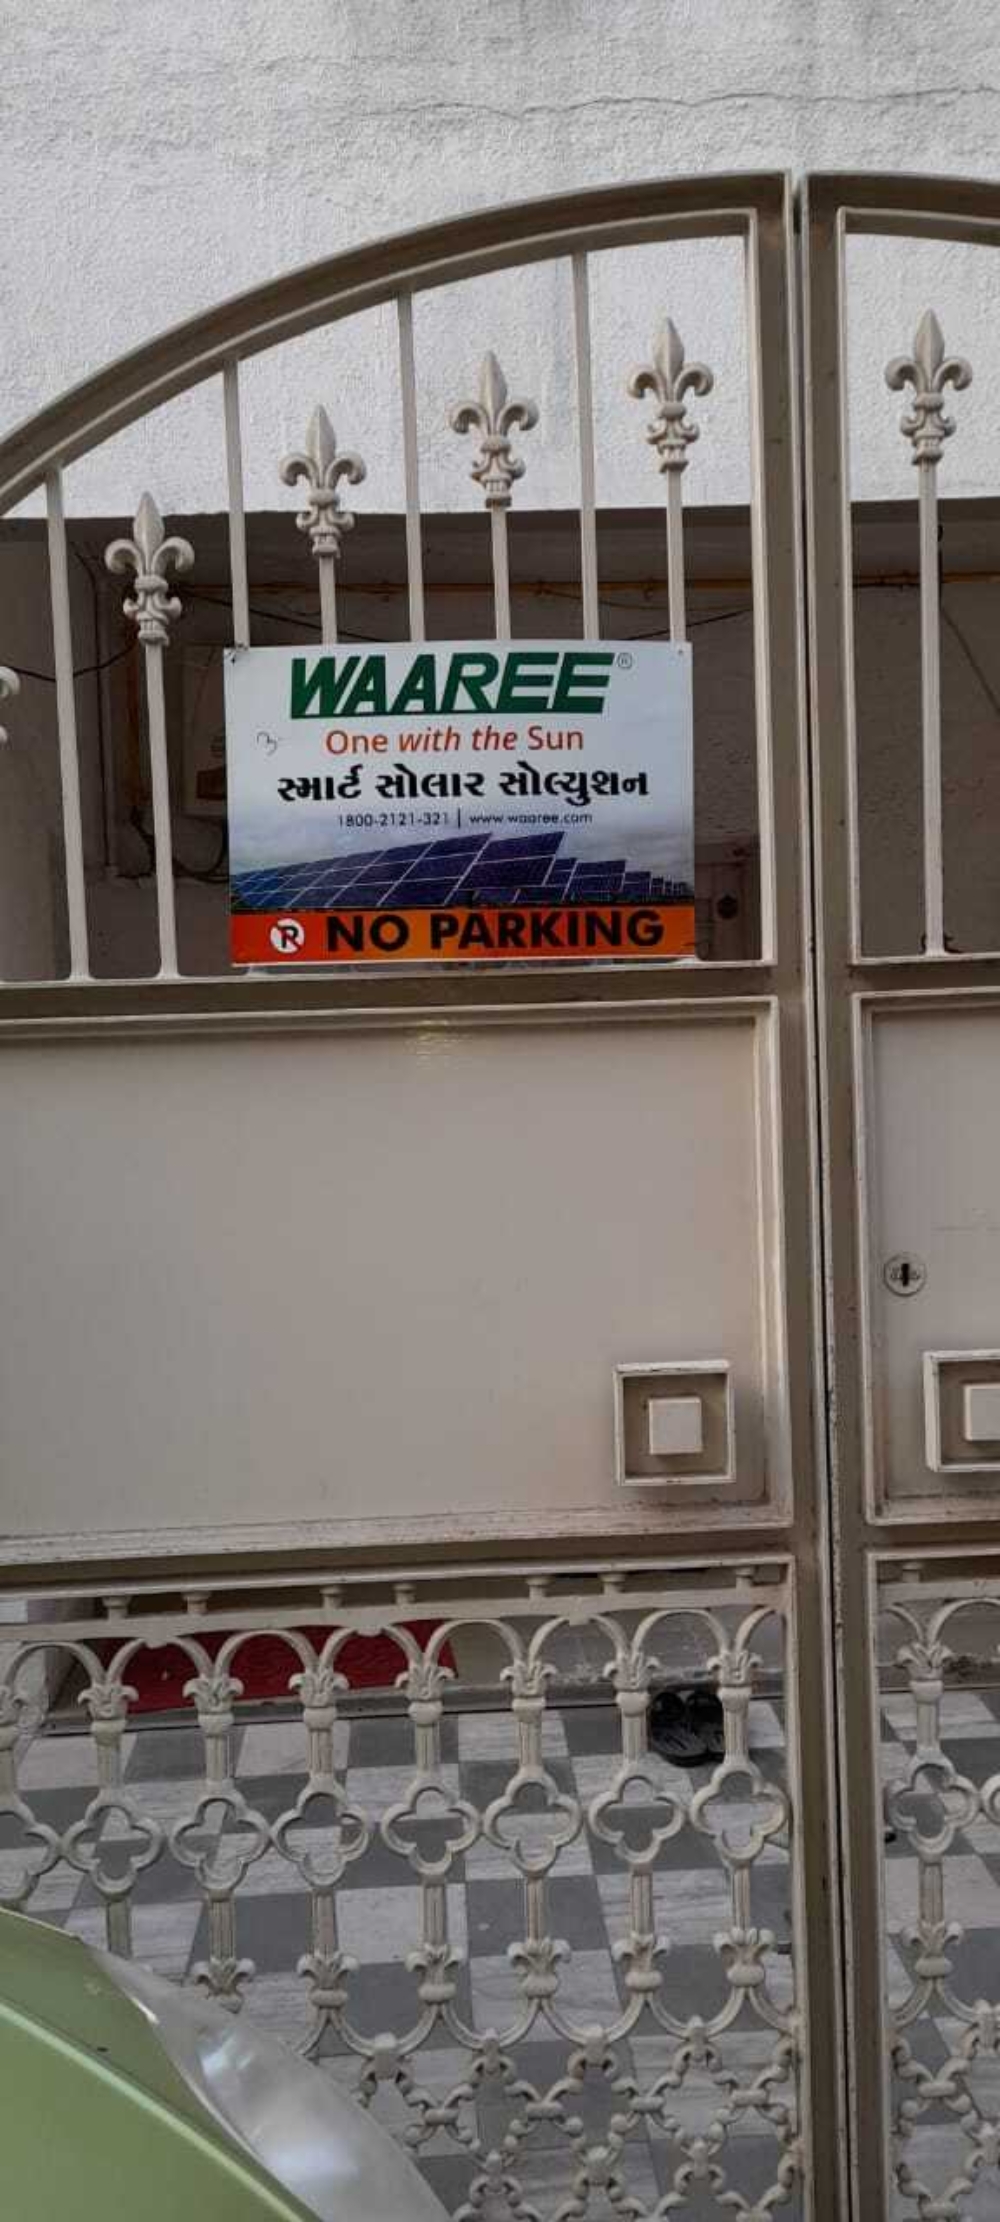 WAAREE®
One with the Sun
સ્માર્ટ સોલાર સોલ્યુશન
1800-2121-321 | www.waaree.com
NO PARKING